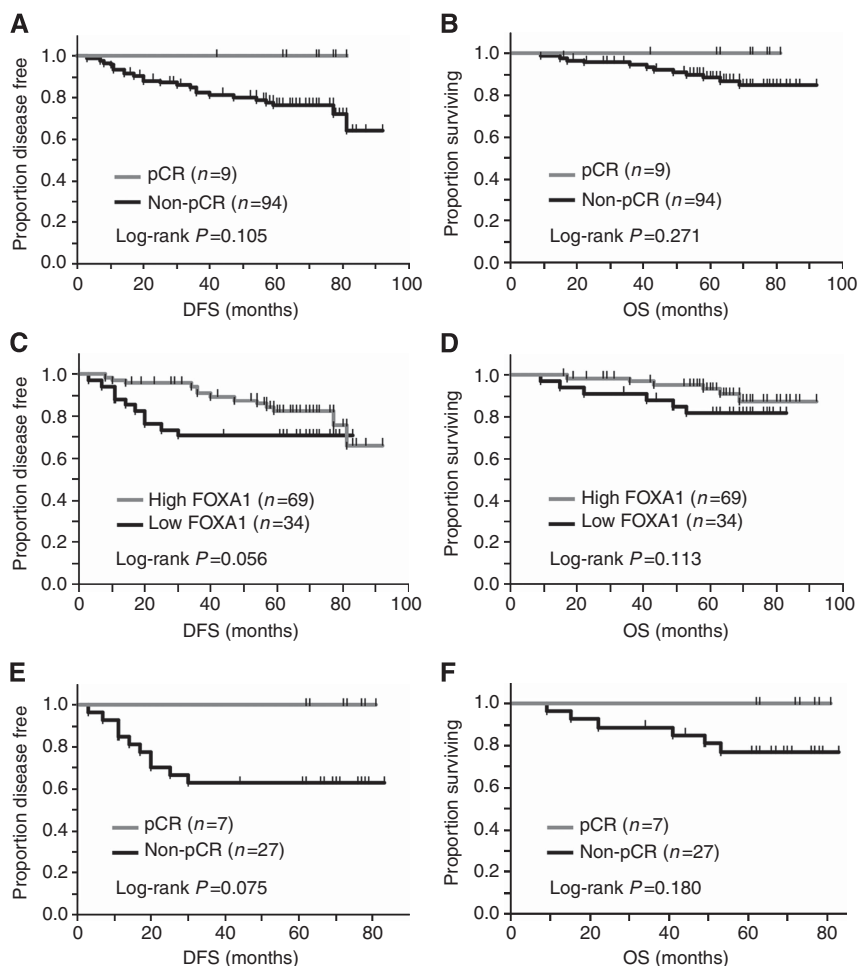 A
1.0
0.8
0.6
0.4
0.2
0.0
Proportion disease free
pCR (n=9)
Non-pCR (n=94)
Log-rank P=0.105
0 20 40 60 80 100
DFS (months)
B
1.0
0.8
0.6
0.4
0.2
0.0
Proportion surviving
pCR (n=9)
Non-pCR (n=94)
Log-rank P=0.271
0 20 40 60 80 100
OS (months)
C
1.0
0.8
0.6
0.4
0.2
0.0
Proportion disease free
High FOXA1 (n=69)
Low FOXA1 (n=34)
Log-rank P=0.056
0 20 40 60 80 100
DFS (months)
D
1.0
0.8
0.6
0.4
0.2
0.0
Proportion surviving
High FOXA1 (n=69)
Low FOXA1 (n=34)
Log-rank P=0.113
0 20 40 60 80 100
OS (months)
E
1.0
0.8
0.6
0.4
0.2
0.0
Proportion disease free
pCR (n=7)
Non-pCR (n=27)
Log-rank P=0.075
0 20 40 60 80
DFS (months)
F
1.0
0.8
0.6
0.4
0.2
0.0
Proportion surviving
pCR (n=7)
Non-pCR (n=27)
Log-rank P=0.180
0 20 40 60 80
OS (months)